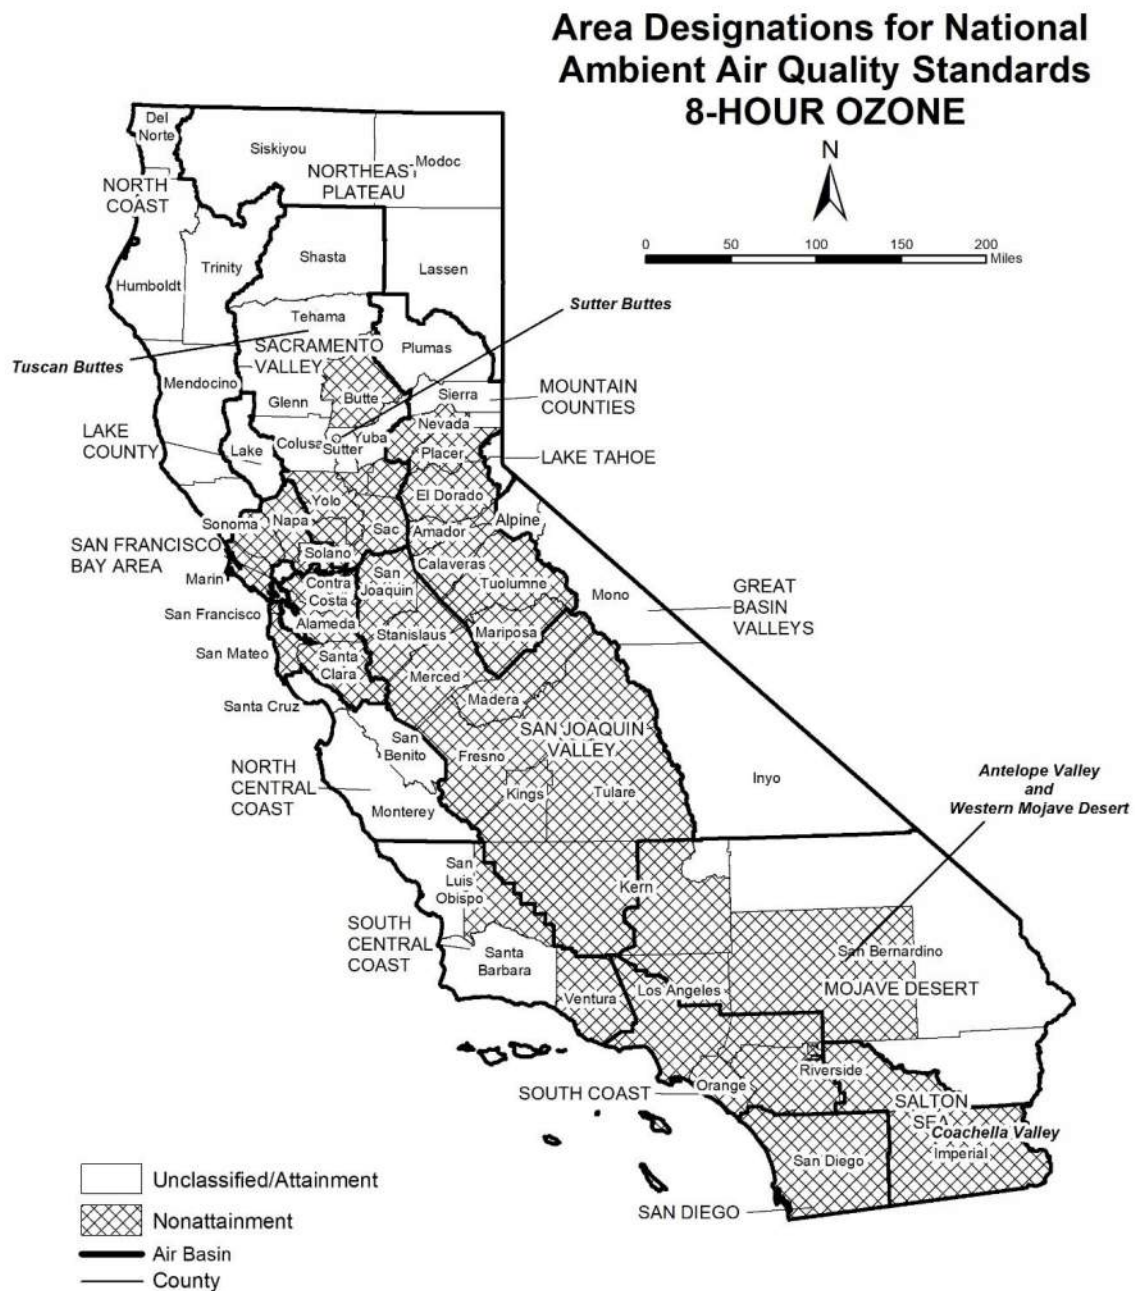 Area Designations for National
Ambient Air Quality Standards
8-HOUR OZONE
N
0 50 100 150 200
Miles
Del
Norte
Siskiyou
Modoc
NORTHEAST
PLATEAU
NORTH
COAST
Shasta
Trinity
Lassen
Humboldt
Sutter Buttes
Tehama
SACRAMENTO
VALLEY
Plumas
Tuscan Buttes
Mendocino
Glenn
Butte
Sierra
MOUNTAIN
COUNTIES
Nevada
LAKE
COUNTY
Lake
Colusa
Sutter
Yuba
Placer
LAKE TAHOE
Yolo
El Dorado
Sonoma
Napa
Sac
Amador
Alpine
SAN FRANCISCO
BAY AREA
Solano
Calaveras
Marin
Contra
Costa
San
Joaquin
Tuolumne
Mono
GREAT
BASIN
VALLEYS
San Francisco
Alameda
Stanislaus
Mariposa
San Mateo
Santa
Clara
Merced
Madera
Santa Cruz
San
Benito
Fresno
SAN JOAQUIN
VALLEY
NORTH
CENTRAL
COAST
Monterey
Kings
Tulare
Inyo
Antelope Valley
and
Western Mojave Desert
San
Luis
Obispo
Kern
SOUTH
CENTRAL
COAST
Santa
Barbara
San Bernardino
MOJAVE DESERT
Ventura
Los Angeles
Riverside
SOUTH COAST
Orange
SALTON
SEA
Coachella Valley
Imperial
San Diego
SAN DIEGO
Unclassified/Attainment
Nonattainment
Air Basin
County